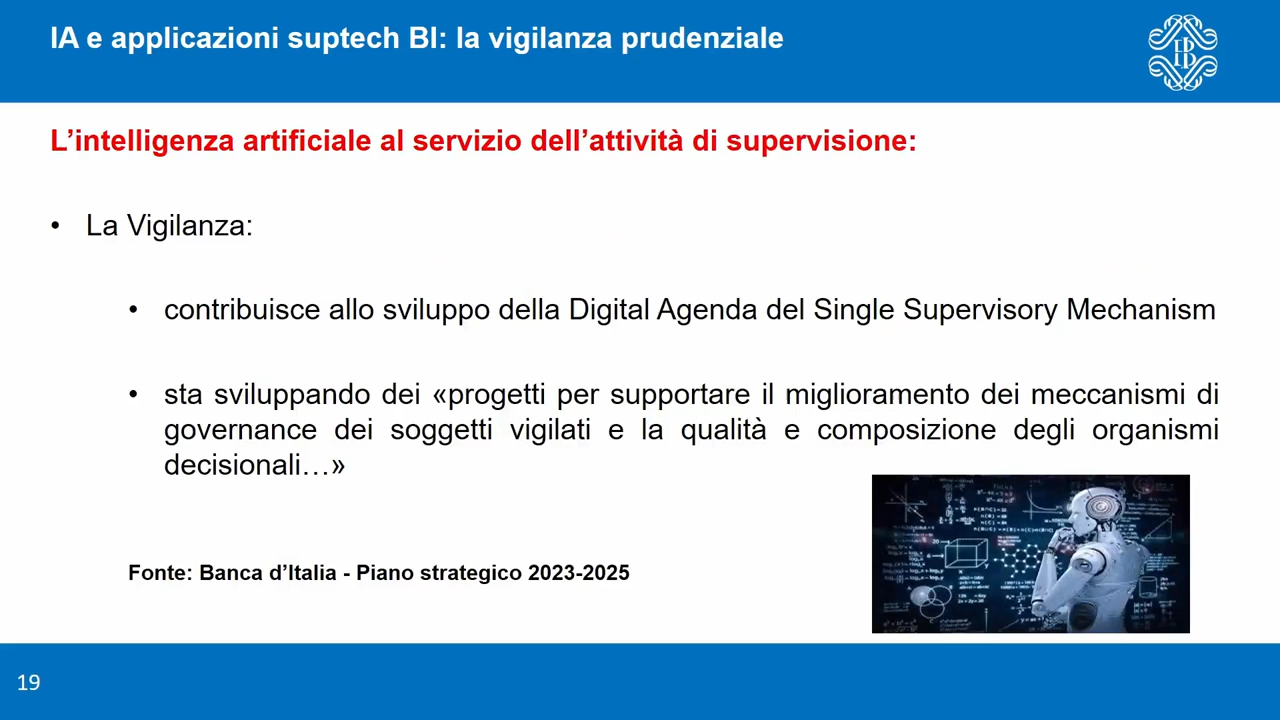 IA e applicazioni suptech BI: la vigilanza prudenziale
L’intelligenza artificiale al servizio dell’attività di supervisione:
• La Vigilanza:
• contribuisce allo sviluppo della Digital Agenda del Single Supervisory Mechanism
• sta sviluppando dei «progetti per supportare il miglioramento dei meccanismi di
governance dei soggetti vigilati e la qualità e composizione degli organismi
decisionali…»
Fonte: Banca d’Italia - Piano strategico 2023-2025
19